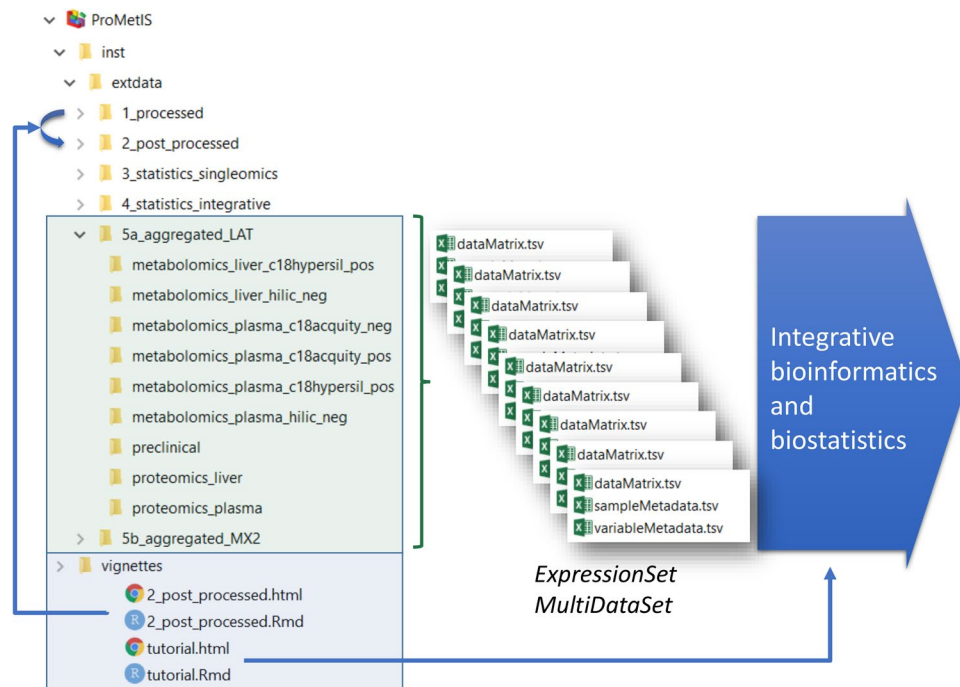 ProMetIS
inst
extdata
1_processed
2_post_processed
3_statistics_singleomics
4_statistics_integrative
5a_aggregated_LAT
metabolomics_liver_c18hypersil_pos
metabolomics_liver_hilic_neg
metabolomics_plasma_c18acquity_neg
metabolomics_plasma_c18acquity_pos
metabolomics_plasma_c18hypersil_pos
metabolomics_plasma_hilic_neg
preclinical
proteomics_liver
proteomics_plasma
5b_aggregated_MX2
vignettes
2_post_processed.html
2_post_processed.Rmd
tutorial.html
tutorial.Rmd
dataMatrix.tsv
dataMatrix.tsv
dataMatrix.tsv
dataMatrix.tsv
dataMatrix.tsv
dataMatrix.tsv
dataMatrix.tsv
dataMatrix.tsv
dataMatrix.tsv
sampleMetadata.tsv
variableMetadata.tsv
ExpressionSet
MultiDataSet
Integrative
bioinformatics
and
biostatistics